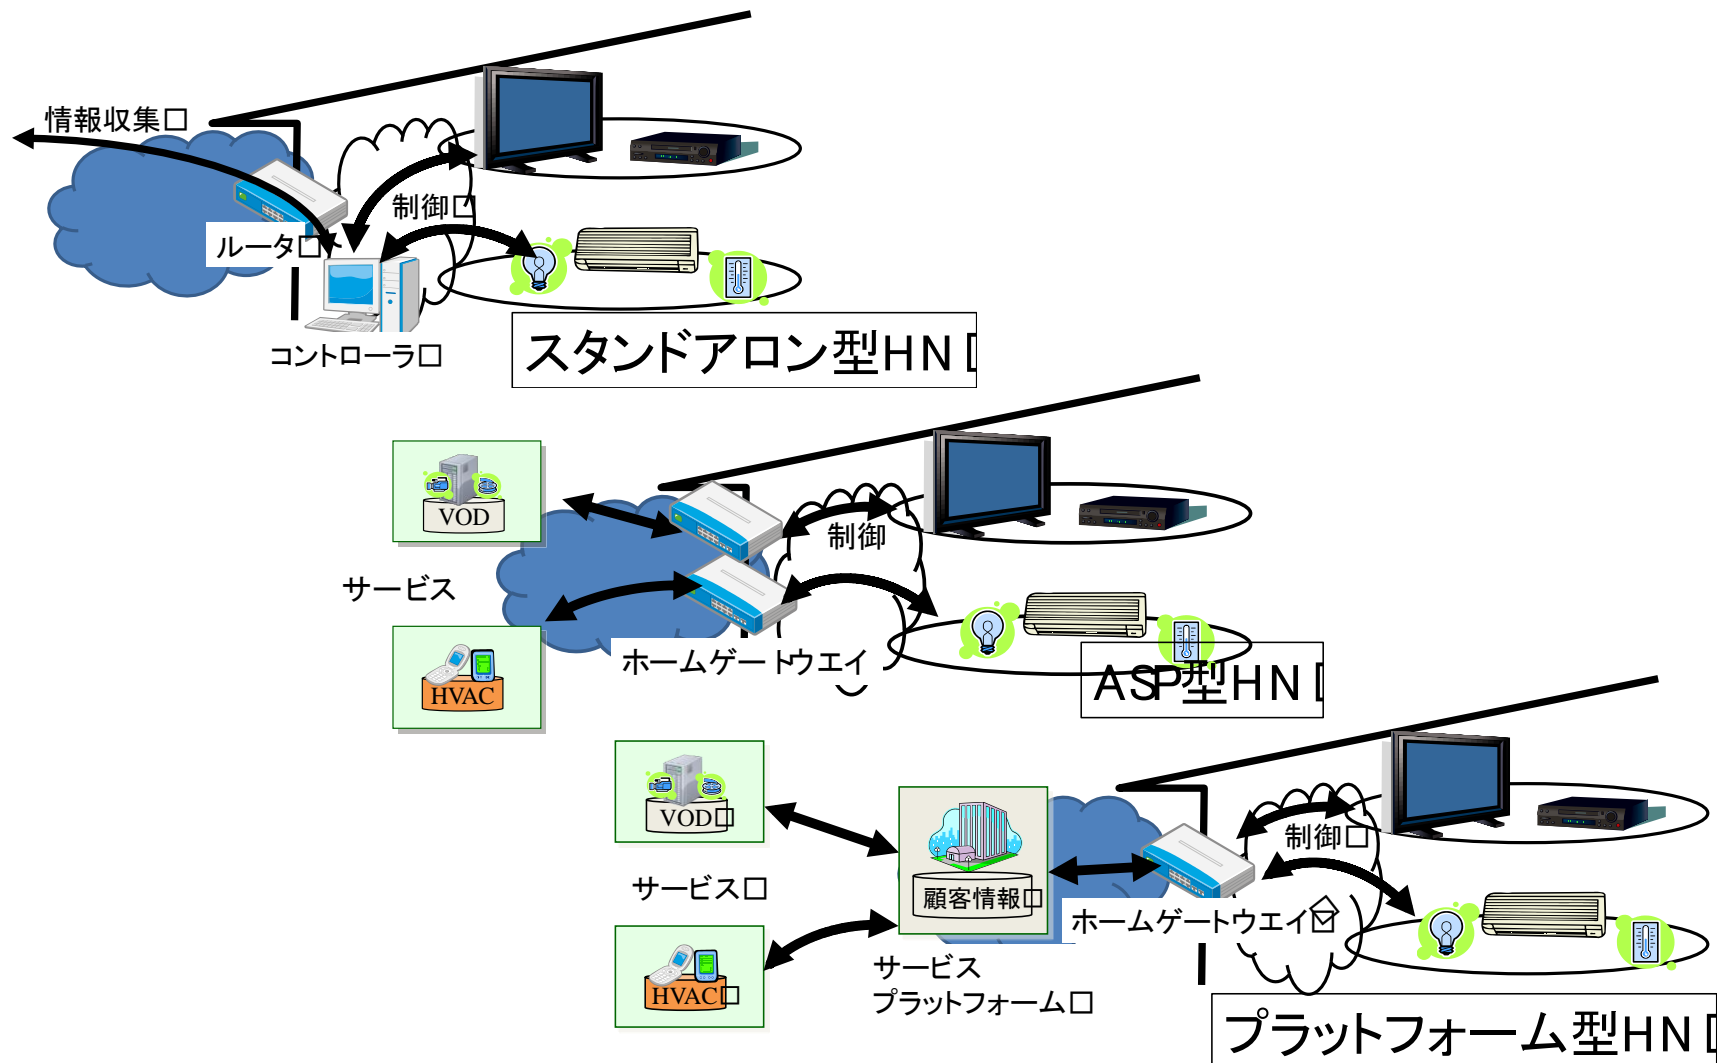 情報収集
制御
ルータ
コントローラ
スタンドアロン型HN
VOD
制御
サービス
ホームゲートウエイ
HVAC
ASP型HN
VOD
制御
サービス
顧客情報
ホームゲートウエイ
HVAC
サービス
プラットフォーム
プラットフォーム型HN